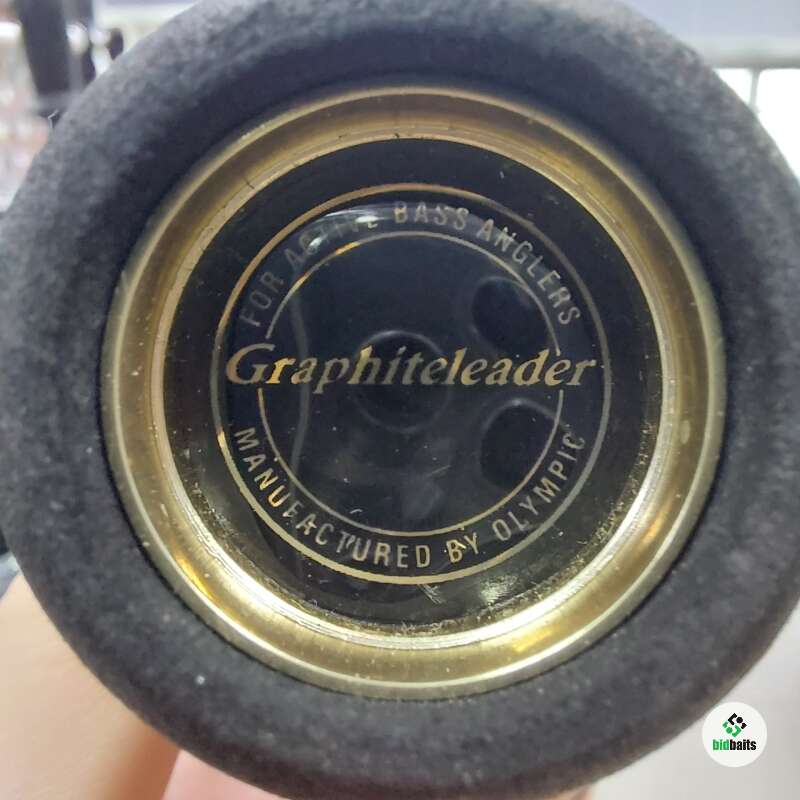 FOR ACTIVE BASS ANGLERS
Graphiteleader
MANUFACTURED BY OLYMPIC
bidbaits